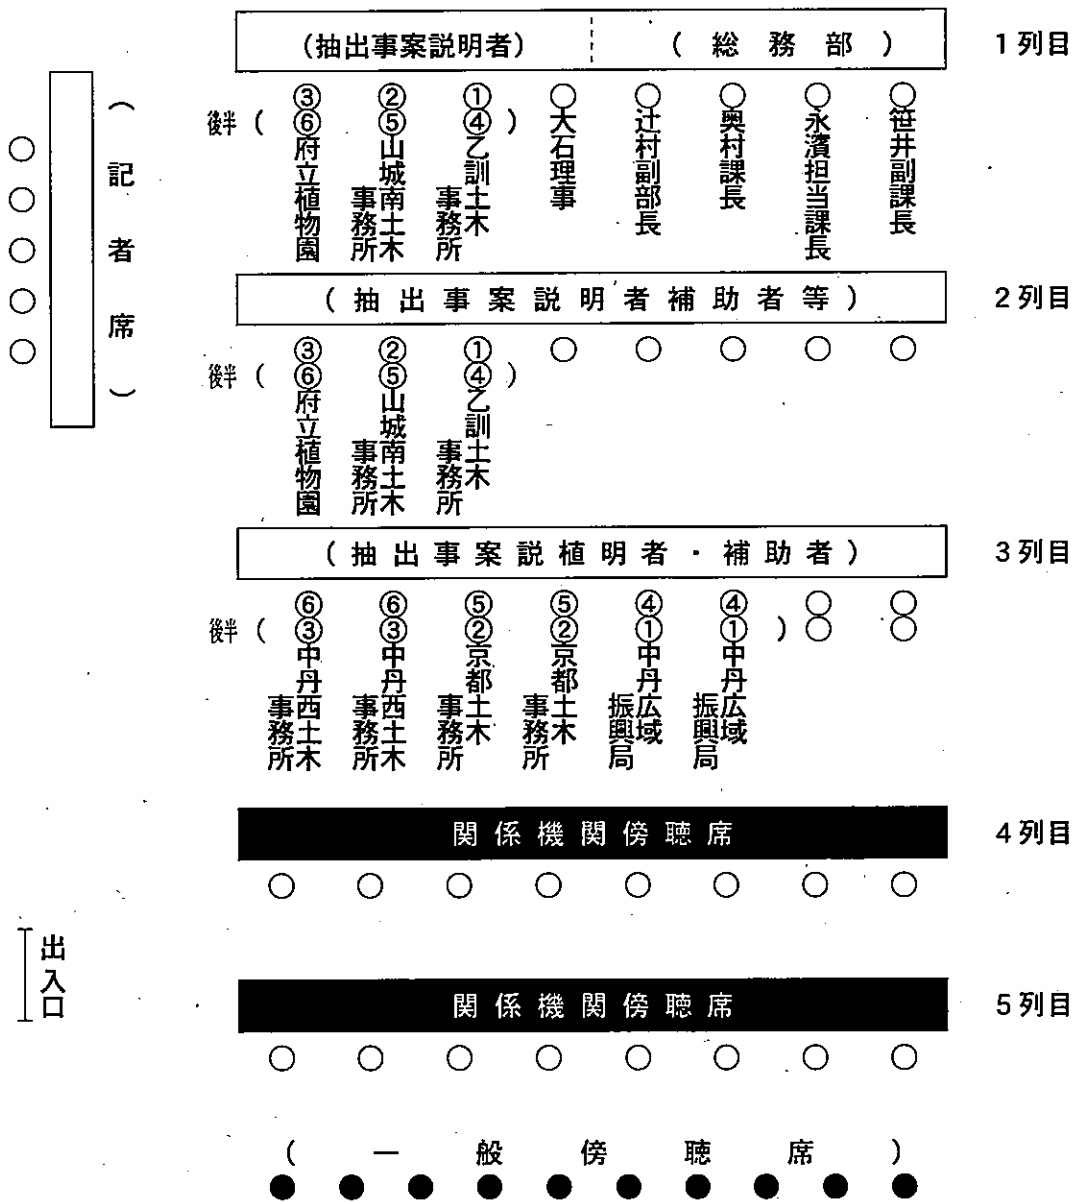 (抽出事案説明者) (総務部) 1列目
③ ② ① ○ ○ ○ ○ ○
後半 ( ⑥府立植物園 ⑤山城南土木事務所 ④乙訓土木事務所 ) 大石理事 辻村副部長 奥村課長 永濱担当課長 笹井副課長
(記者席)
○
○
○
○
○
(抽出事案説明者補助者等) 2列目
③ ② ① ○ ○ ○ ○ ○
後半 ( ⑥府立植物園 ⑤山城南土木事務所 ④乙訓土木事務所 )
(抽出事案説植明者・補助者) 3列目
⑥ ⑥ ⑤ ⑤ ④ ④ ○ ○
後半 ( ③中丹西土木事務所 ③中丹西土木事務所 ②京都土木事務所 ②京都土木事務所 ①中丹広域振興局 ①中丹広域振興局 ) ○ ○
関係機関傍聴席 4列目
○ ○ ○ ○ ○ ○ ○ ○
出入口
関係機関傍聴席 5列目
○ ○ ○ ○ ○ ○ ○ ○
(一般傍聴席)
● ● ● ● ● ● ● ● ● ●